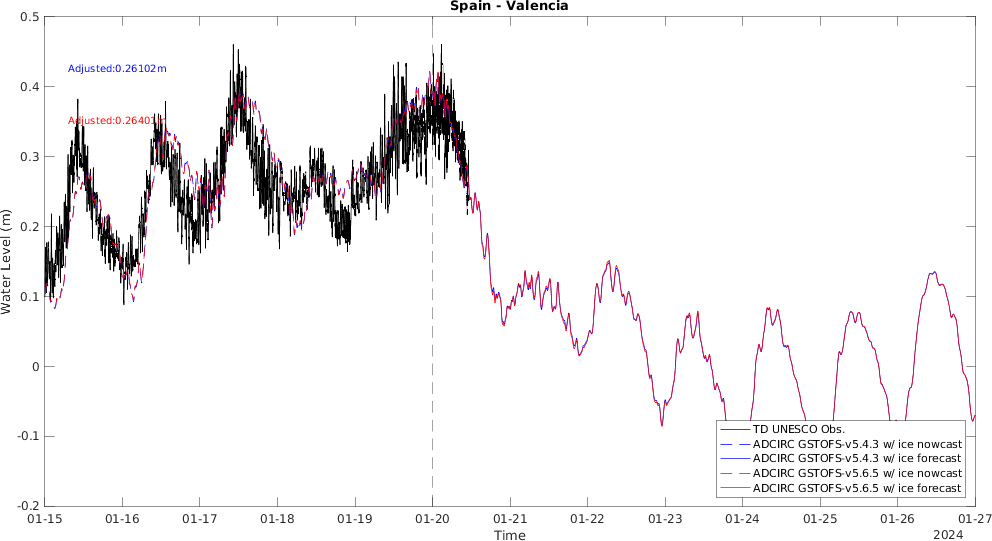 Spain - Valencia
0.5
0.4
0.3
0.2
0.1
0
-0.1
-0.2
Water Level (m)
Adjusted:0.26102m
Adjusted:0.26401m
TD UNESCO Obs.
ADCIRC GSTOFS-v5.4.3 w/ ice nowcast
ADCIRC GSTOFS-v5.4.3 w/ ice forecast
ADCIRC GSTOFS-v5.6.5 w/ ice nowcast
ADCIRC GSTOFS-v5.6.5 w/ ice forecast
01-15 01-16 01-17 01-18 01-19 01-20 01-21 01-22 01-23 01-24 01-25 01-26 01-27
Time
2024